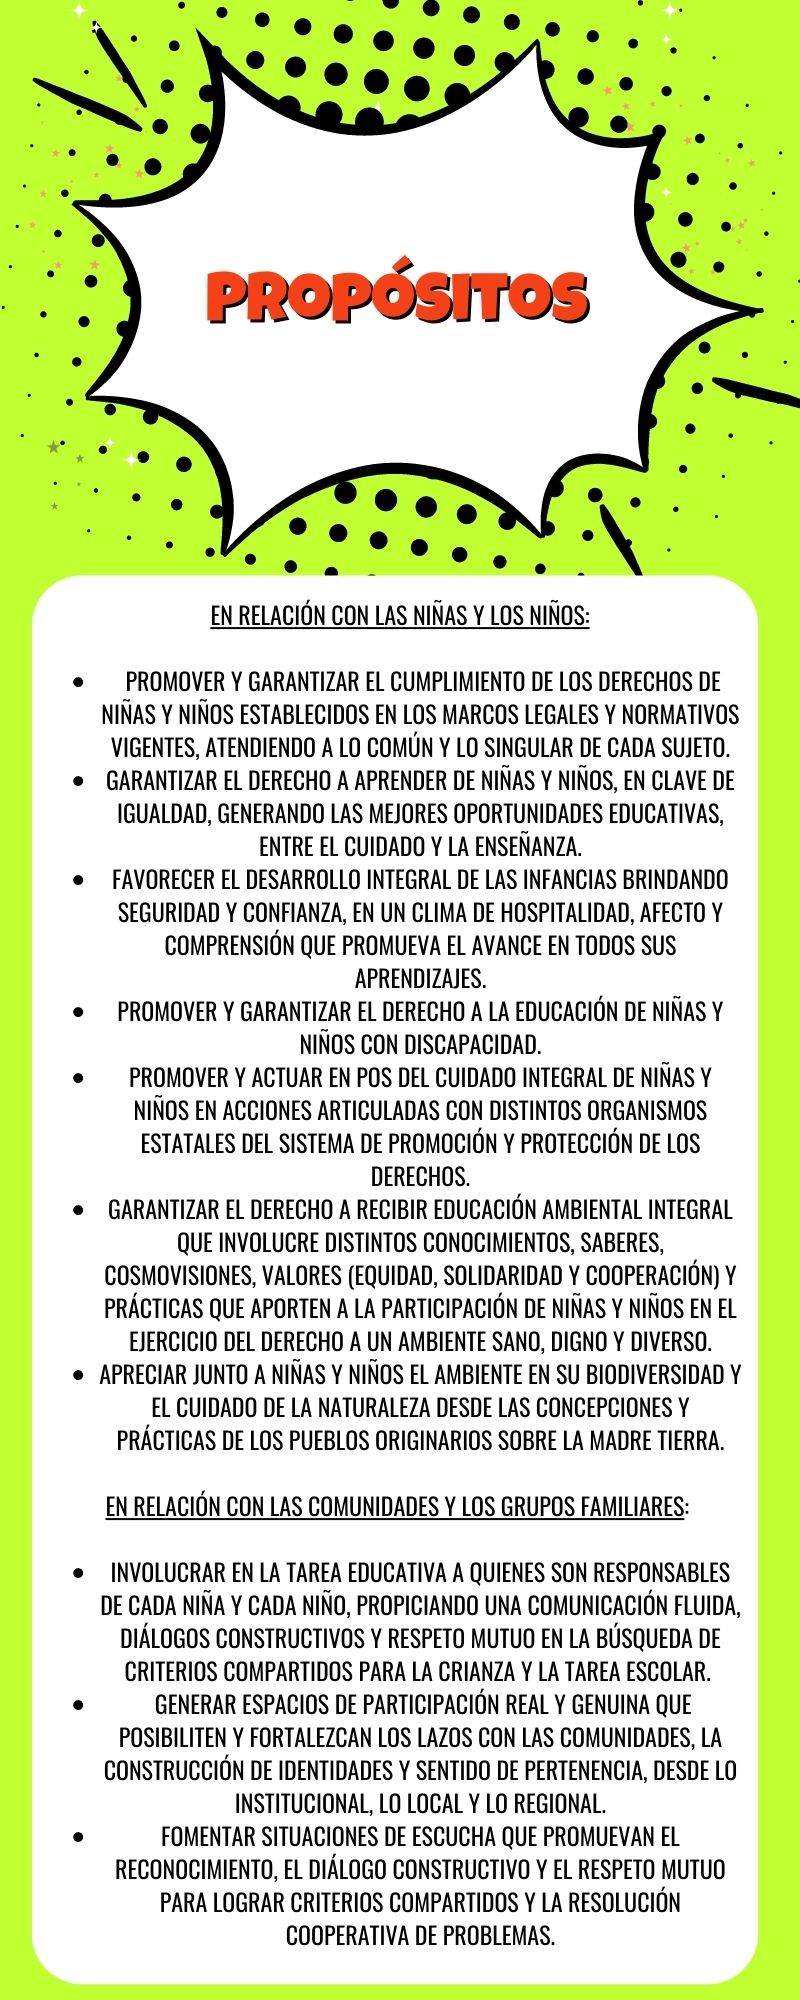 PROPÓSITOS
EN RELACIÓN CON LAS NIÑAS Y LOS NIÑOS:
• PROMOVER Y GARANTIZAR EL CUMPLIMIENTO DE LOS DERECHOS DE
NIÑAS Y NIÑOS ESTABLECIDOS EN LOS MARCOS LEGALES Y NORMATIVOS
VIGENTES, ATENDIENDO A LO COMÚN Y LO SINGULAR DE CADA SUJETO.
• GARANTIZAR EL DERECHO A APRENDER DE NIÑAS Y NIÑOS, EN CLAVE DE
IGUALDAD, GENERANDO LAS MEJORES OPORTUNIDADES EDUCATIVAS,
ENTRE EL CUIDADO Y LA ENSEÑANZA.
• FAVORECER EL DESARROLLO INTEGRAL DE LAS INFANCIAS BRINDANDO
SEGURIDAD Y CONFIANZA, EN UN CLIMA DE HOSPITALIDAD, AFECTO Y
COMPRENSIÓN QUE PROMUEVA EL AVANCE EN TODOS SUS
APRENDIZAJES.
• PROMOVER Y GARANTIZAR EL DERECHO A LA EDUCACIÓN DE NIÑAS Y
NIÑOS CON DISCAPACIDAD.
• PROMOVER Y ACTUAR EN POS DEL CUIDADO INTEGRAL DE NIÑAS Y
NIÑOS EN ACCIONES ARTICULADAS CON DISTINTOS ORGANISMOS
ESTATALES DEL SISTEMA DE PROMOCIÓN Y PROTECCIÓN DE LOS
DERECHOS.
• GARANTIZAR EL DERECHO A RECIBIR EDUCACIÓN AMBIENTAL INTEGRAL
QUE INVOLUCRE DISTINTOS CONOCIMIENTOS, SABERES,
COSMOVISIONES, VALORES (EQUIDAD, SOLIDARIDAD Y COOPERACIÓN) Y
PRÁCTICAS QUE APORTEN A LA PARTICIPACIÓN DE NIÑAS Y NIÑOS EN EL
EJERCICIO DEL DERECHO A UN AMBIENTE SANO, DIGNO Y DIVERSO.
• APRECIAR JUNTO A NIÑAS Y NIÑOS EL AMBIENTE EN SU BIODIVERSIDAD Y
EL CUIDADO DE LA NATURALEZA DESDE LAS CONCEPCIONES Y
PRÁCTICAS DE LOS PUEBLOS ORIGINARIOS SOBRE LA MADRE TIERRA.
EN RELACIÓN CON LAS COMUNIDADES Y LOS GRUPOS FAMILIARES:
• INVOLUCRAR EN LA TAREA EDUCATIVA A QUIENES SON RESPONSABLES
DE CADA NIÑA Y CADA NIÑO, PROPICIANDO UNA COMUNICACIÓN FLUIDA,
DIÁLOGOS CONSTRUCTIVOS Y RESPETO MUTUO EN LA BÚSQUEDA DE
CRITERIOS COMPARTIDOS PARA LA CRIANZA Y LA TAREA ESCOLAR.
• GENERAR ESPACIOS DE PARTICIPACIÓN REAL Y GENUINA QUE
POSIBILITEN Y FORTALEZCAN LOS LAZOS CON LAS COMUNIDADES, LA
CONSTRUCCIÓN DE IDENTIDADES Y SENTIDO DE PERTENENCIA, DESDE LO
INSTITUCIONAL, LO LOCAL Y LO REGIONAL.
• FOMENTAR SITUACIONES DE ESCUCHA QUE PROMUEVAN EL
RECONOCIMIENTO, EL DIÁLOGO CONSTRUCTIVO Y EL RESPETO MUTUO
PARA LOGRAR CRITERIOS COMPARTIDOS Y LA RESOLUCIÓN
COOPERATIVA DE PROBLEMAS.